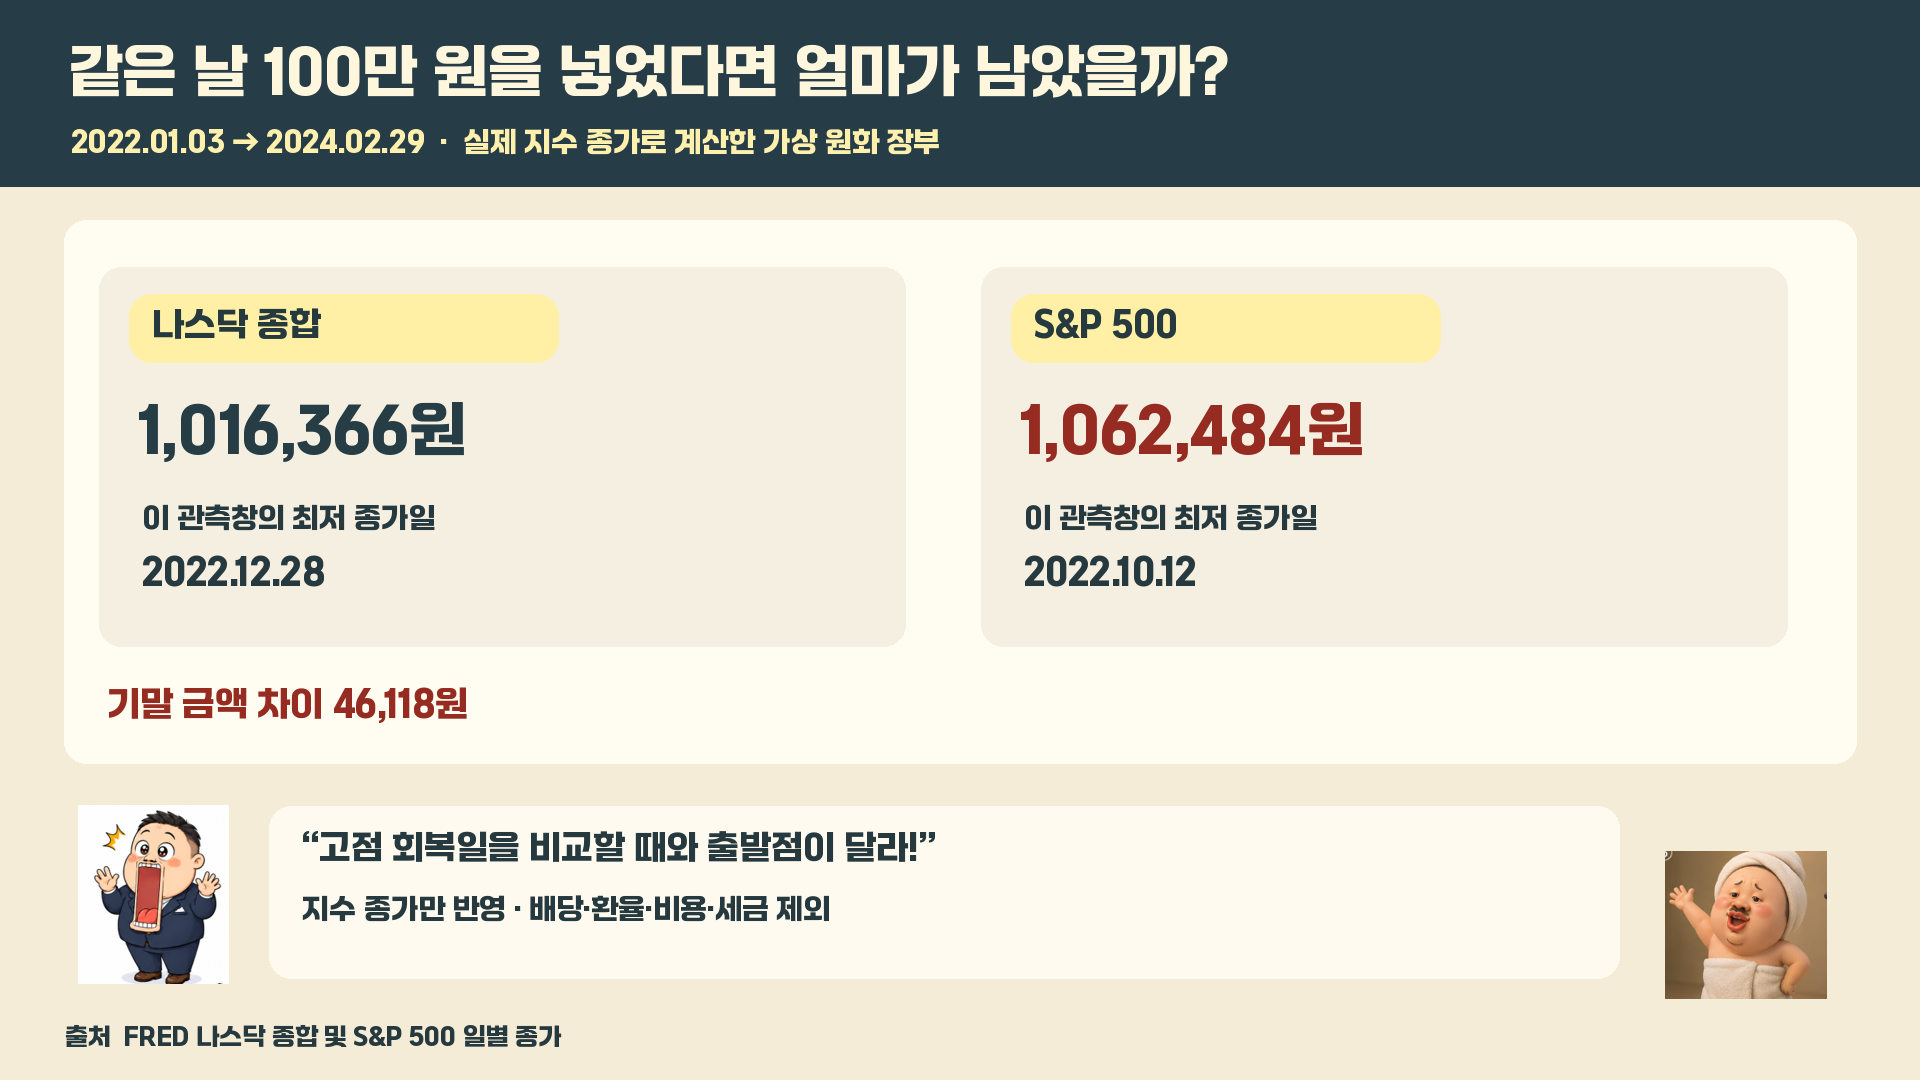 같은 날 100만 원을 넣었다면 얼마가 남았을까?
2022.01.03 → 2024.02.29 · 실제 지수 종가로 계산한 가상 원화 장부
나스닥 종합
1,016,366원
이 관측창의 최저 종가일
2022.12.28
S&P 500
1,062,484원
이 관측창의 최저 종가일
2022.10.12
기말 금액 차이 46,118원
“고점 회복일을 비교할 때와 출발점이 달라!”
지수 종가만 반영 · 배당·환율·비용·세금 제외
출처 FRED 나스닥 종합 및 S&P 500 일별 종가